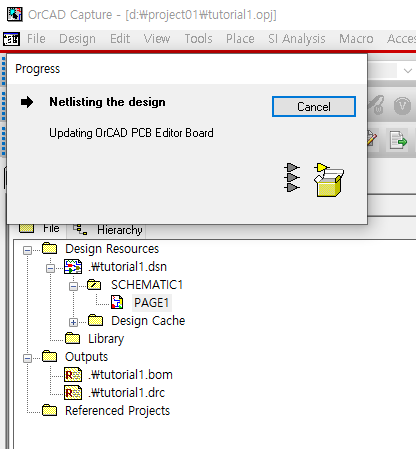 OrCAD Capture - [d:₩project01₩tutorial1.opj]
File Design Edit View Tools Place SI Analysis Macro
Progress
Netlisting the design
Cancel
Updating OrCAD PCB Editor Board
File Hierarchy
Design Resources
.₩tutorial1.dsn
SCHEMATIC1
PAGE1
Design Cache
Library
Outputs
.₩tutorial1.bom
.₩tutorial1.drc
Referenced Projects